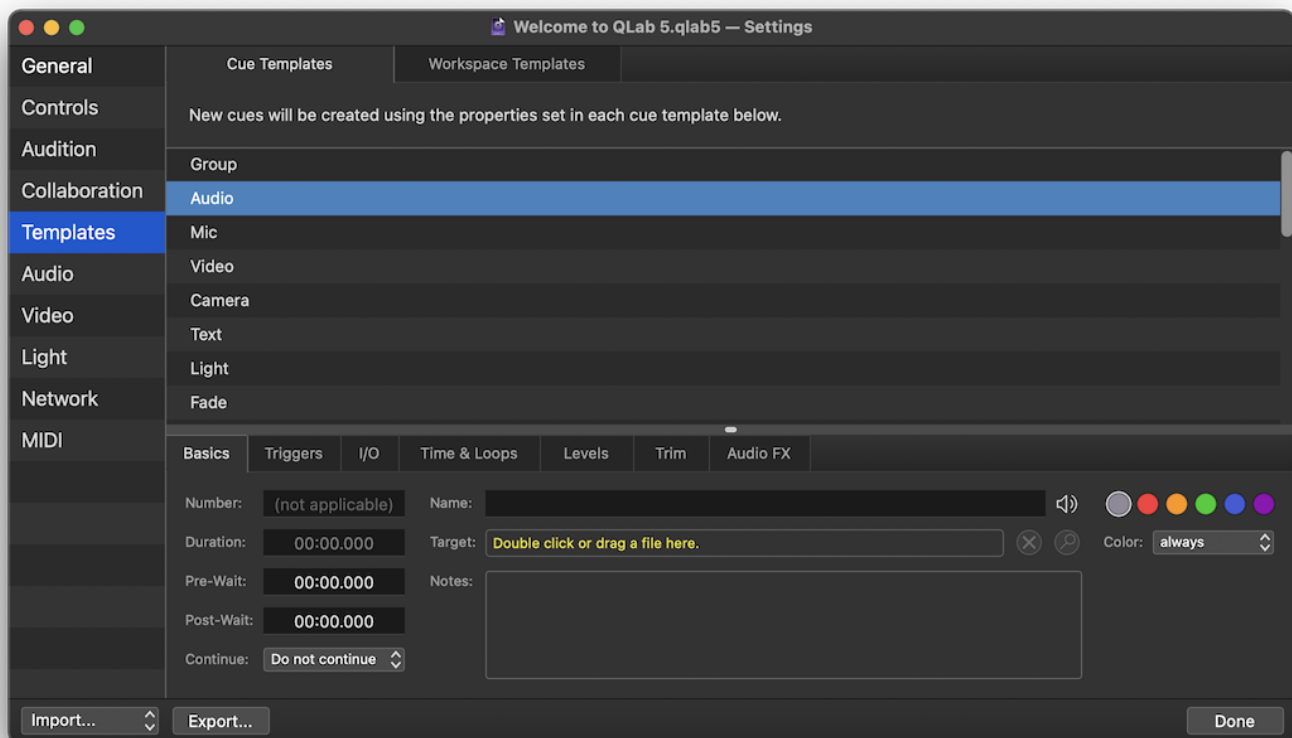 Welcome to QLab 5.qlab5 — Settings
General
Controls
Audition
Collaboration
Templates
Audio
Video
Light
Network
MIDI
Cue Templates
Workspace Templates
New cues will be created using the properties set in each cue template below.
Group
Audio
Mic
Video
Camera
Text
Light
Fade
Basics Triggers I/O Time & Loops Levels Trim Audio FX
Number: (not applicable) Name:
Duration: 00:00.000 Target: Double click or drag a file here. Color: always
Pre-Wait: 00:00.000 Notes:
Post-Wait: 00:00.000
Continue: Do not continue
Import... Export... Done